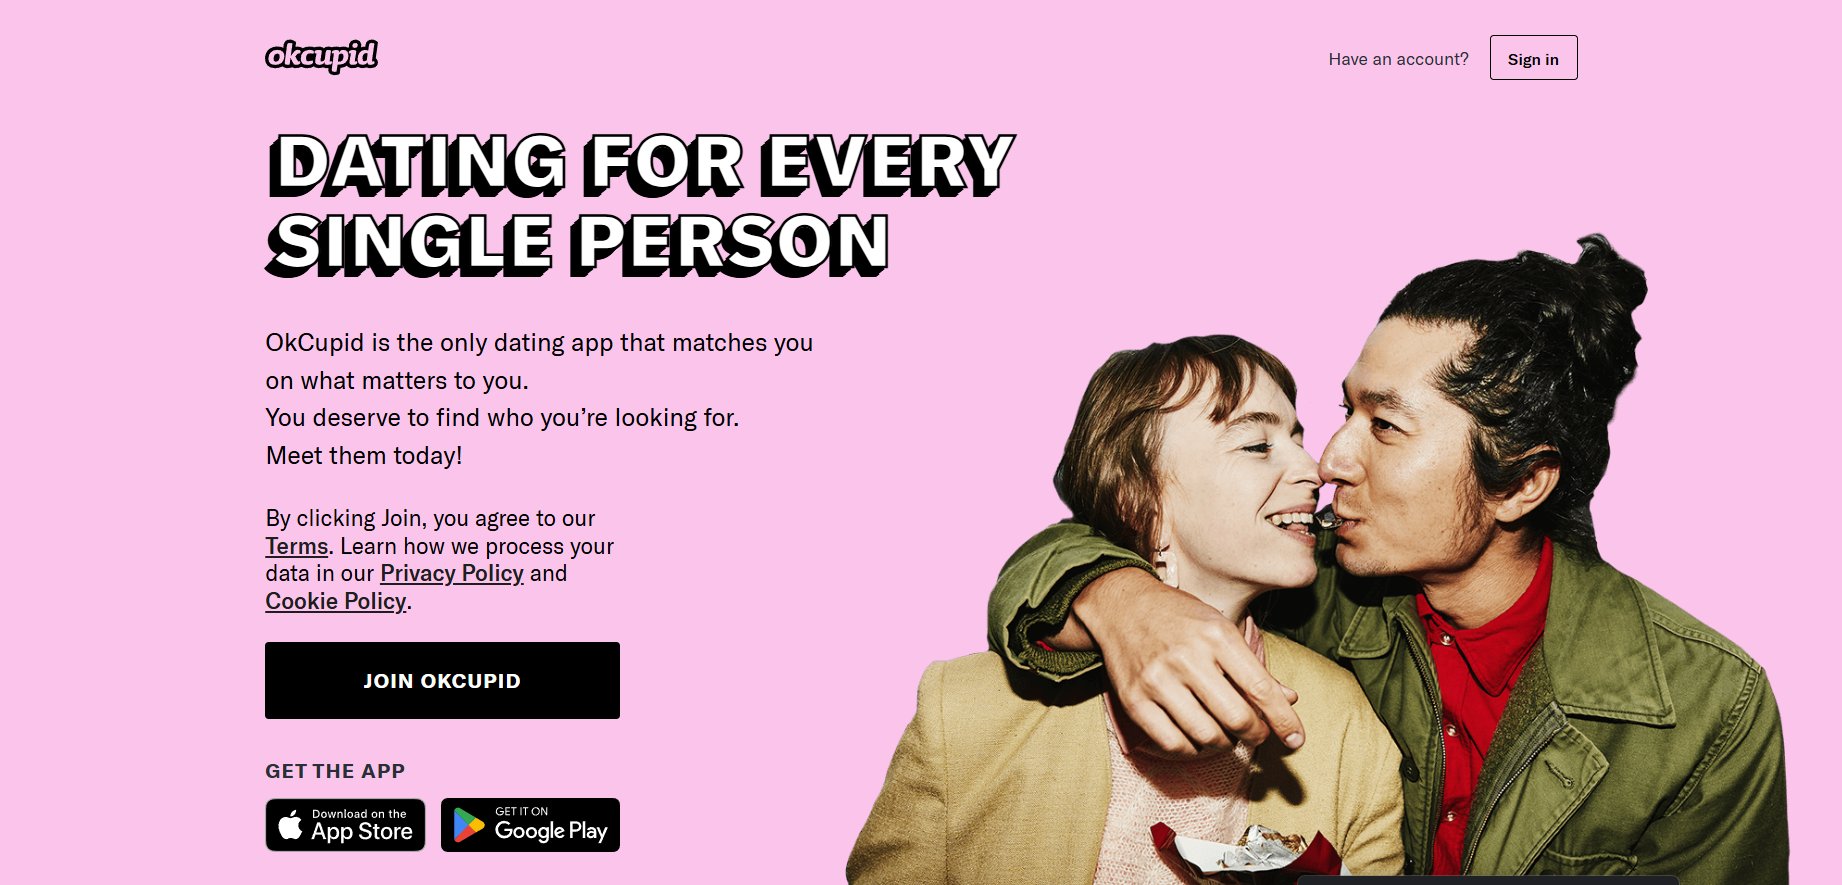 okcupid
Have an account?
Sign in
DATING FOR EVERY
SINGLE PERSON
OkCupid is the only dating app that matches you
on what matters to you.
You deserve to find who you’re looking for.
Meet them today!
By clicking Join, you agree to our
Terms. Learn how we process your
data in our Privacy Policy and
Cookie Policy.
JOIN OKCUPID
GET THE APP
Download on the
App Store
GET IT ON
Google Play